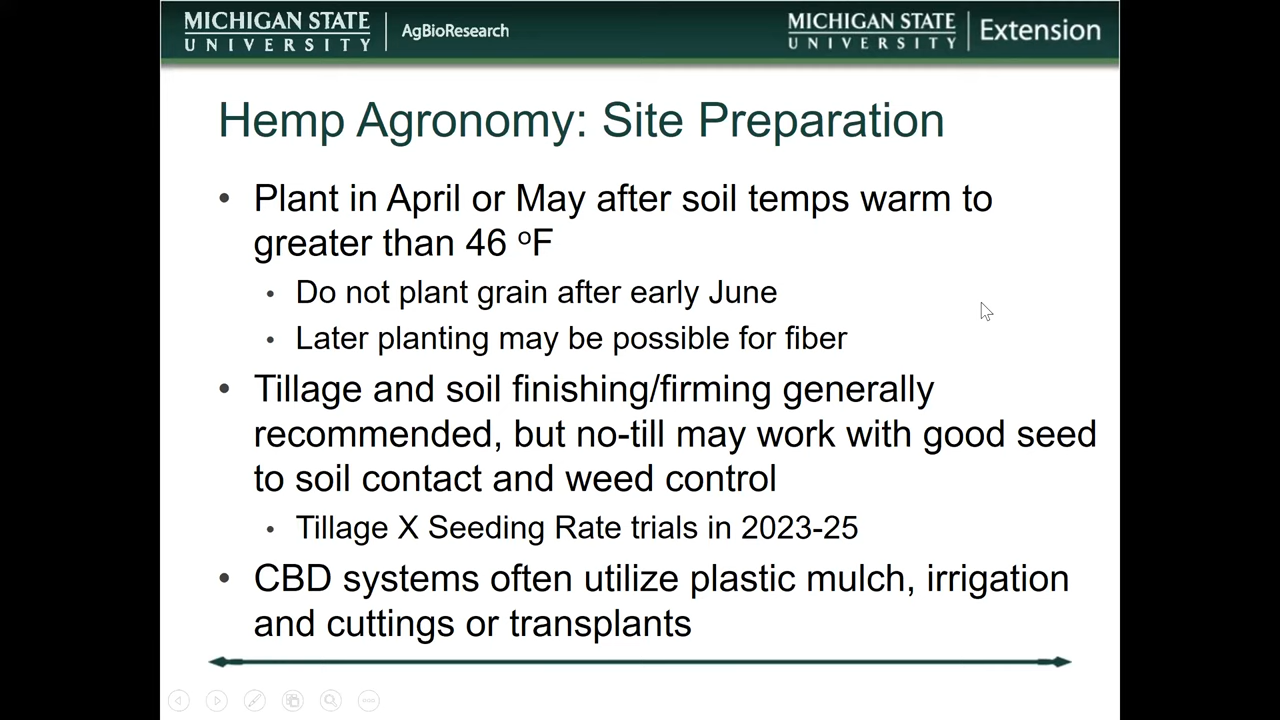 MICHIGAN STATE UNIVERSITY AgBioResearch
MICHIGAN STATE UNIVERSITY Extension
Hemp Agronomy: Site Preparation
• Plant in April or May after soil temps warm to
greater than 46 ºF
• Do not plant grain after early June
• Later planting may be possible for fiber
• Tillage and soil finishing/firming generally
recommended, but no-till may work with good seed
to soil contact and weed control
• Tillage X Seeding Rate trials in 2023-25
• CBD systems often utilize plastic mulch, irrigation
and cuttings or transplants